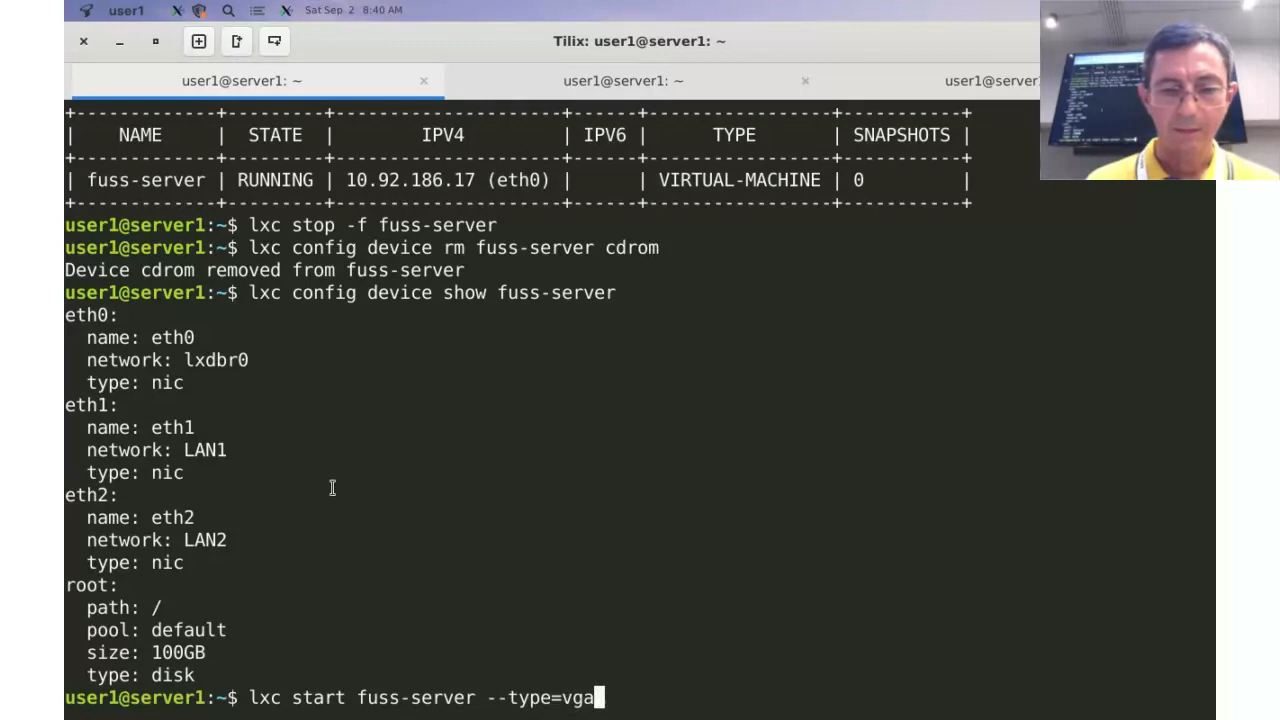 user1 Sat Sep 2 8:40 AM
Tilix: user1@server1: ~
user1@server1: ~ × user1@server1: ~ × user1@server1:
+-------------+---------+---------------------+------+-----------------+-----------+
| NAME | STATE | IPV4 | IPV6 | TYPE | SNAPSHOTS |
+-------------+---------+---------------------+------+-----------------+-----------+
| fuss-server | RUNNING | 10.92.186.17 (eth0) | | VIRTUAL-MACHINE | 0 |
+-------------+---------+---------------------+------+-----------------+-----------+
user1@server1:~$ lxc stop -f fuss-server
user1@server1:~$ lxc config device rm fuss-server cdrom
Device cdrom removed from fuss-server
user1@server1:~$ lxc config device show fuss-server
eth0:
  name: eth0
  network: lxdbr0
  type: nic
eth1:
  name: eth1
  network: LAN1
  type: nic
eth2:
  name: eth2
  network: LAN2
  type: nic
root:
  path: /
  pool: default
  size: 100GB
  type: disk
user1@server1:~$ lxc start fuss-server --type=vga